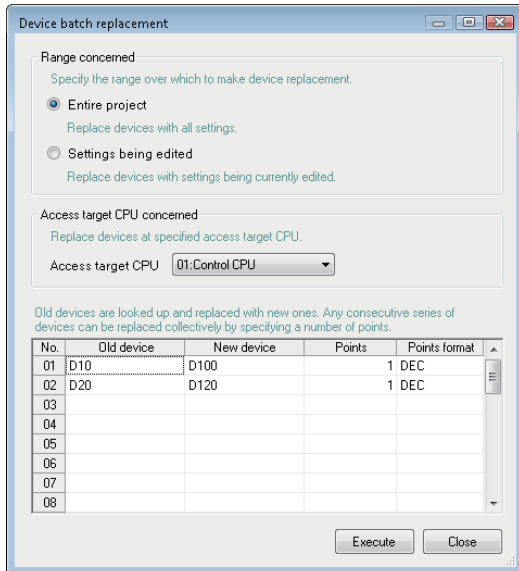 Device batch replacement
Range concerned
Specify the range over which to make device replacement.
Entire project
Replace devices with all settings.
Settings being edited
Replace devices with settings being currently edited.
Access target CPU concerned
Replace devices at specified access target CPU.
Access target CPU 01:Control CPU
Old devices are looked up and replaced with new ones. Any consecutive series of
devices can be replaced collectively by specifying a number of points.
No. Old device New device Points Points format
01 D10 D100 1 DEC
02 D20 D120 1 DEC
03
04
05
06
07
08
Execute Close